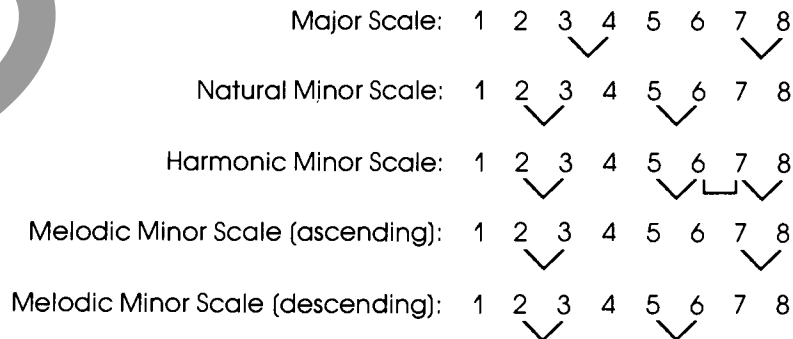 Major Scale: 1 2 3 4 5 6 7 8
Natural Minor Scale: 1 2 3 4 5 6 7 8
Harmonic Minor Scale: 1 2 3 4 5 6 7 8
Melodic Minor Scale (ascending): 1 2 3 4 5 6 7 8
Melodic Minor Scale (descending): 1 2 3 4 5 6 7 8